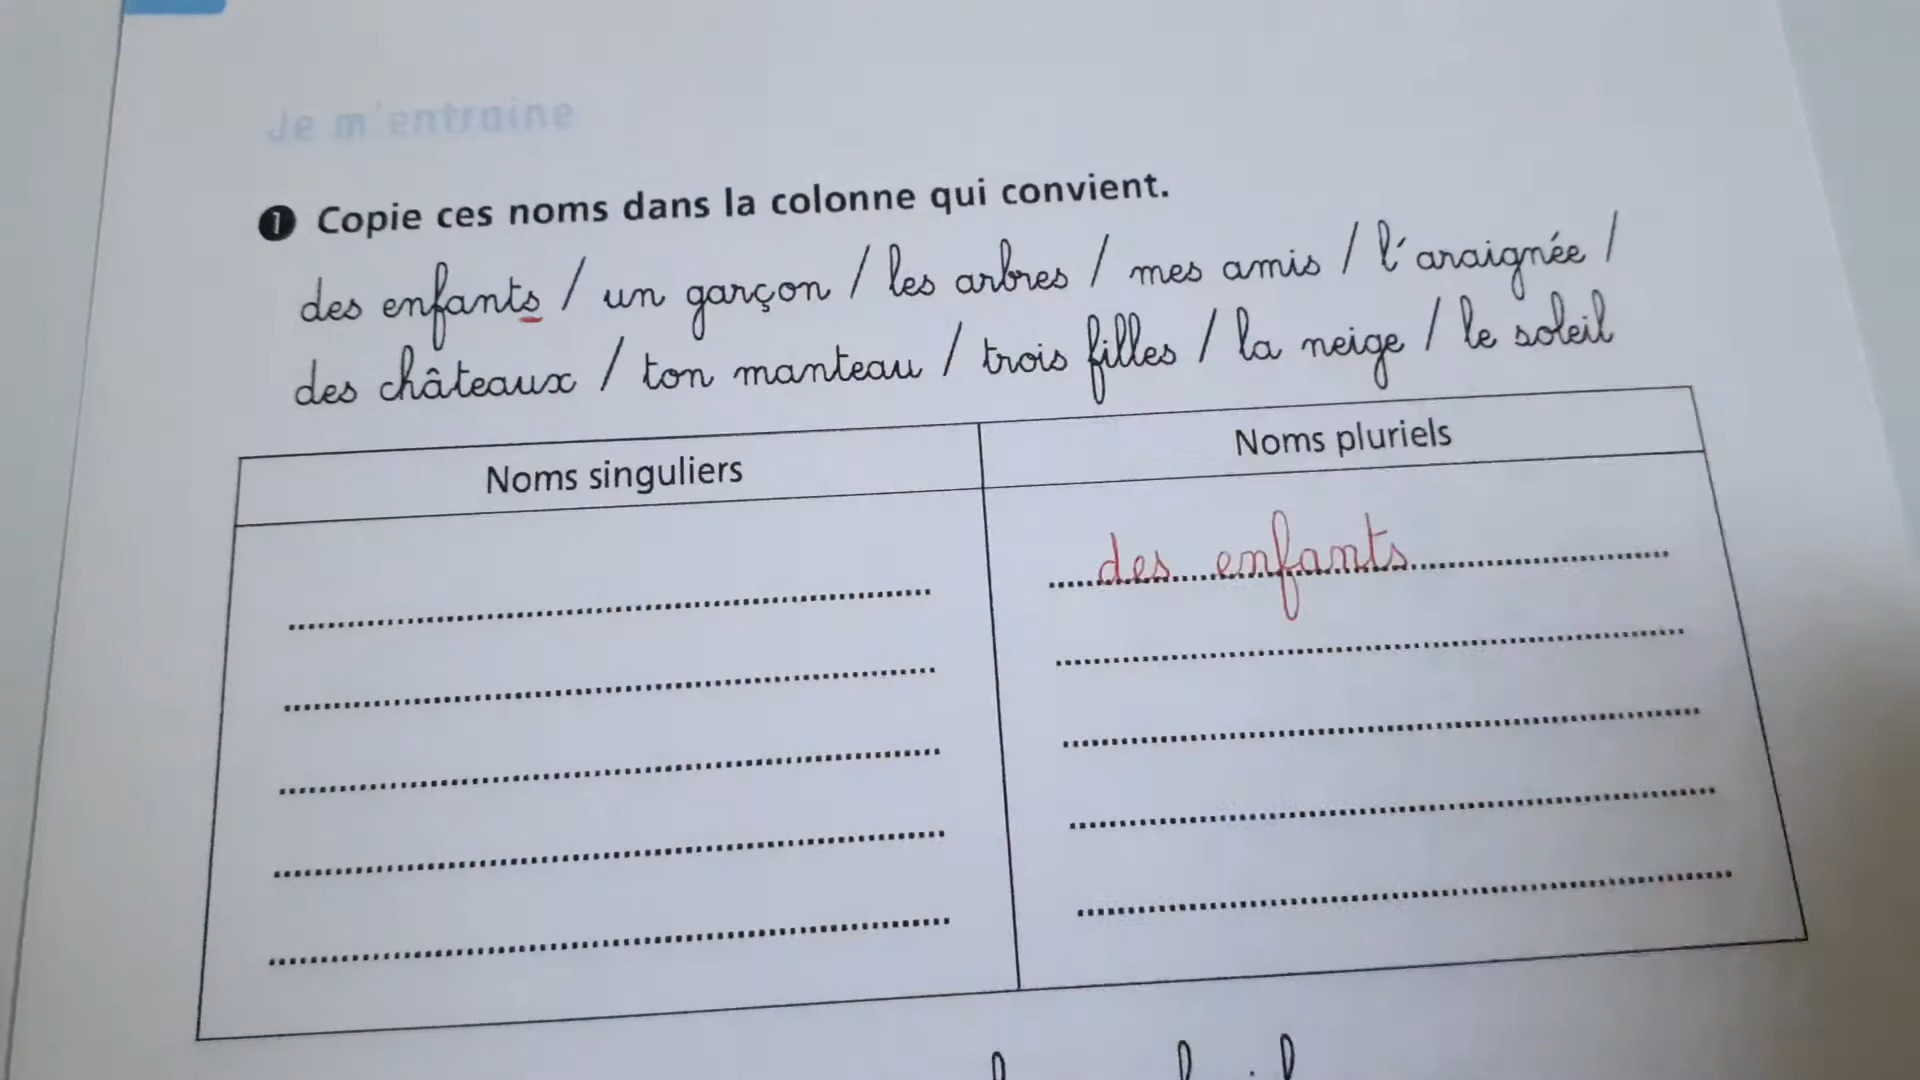 Je m'entraine
1 Copie ces noms dans la colonne qui convient.
des enfants / un garçon / les arbres / mes amis / l'araignée /
des châteaux / ton manteau / trois filles / la neige / le soleil
Noms singuliers
Noms pluriels
des enfants